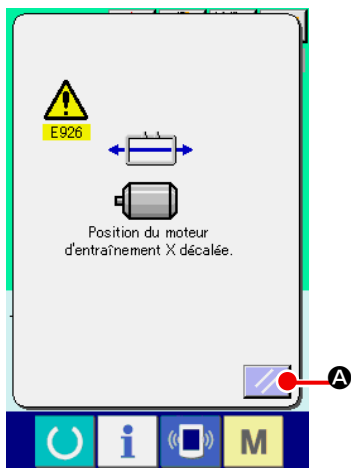 E926
Position du moteur
d'entraînement X décalée.
A
i
M